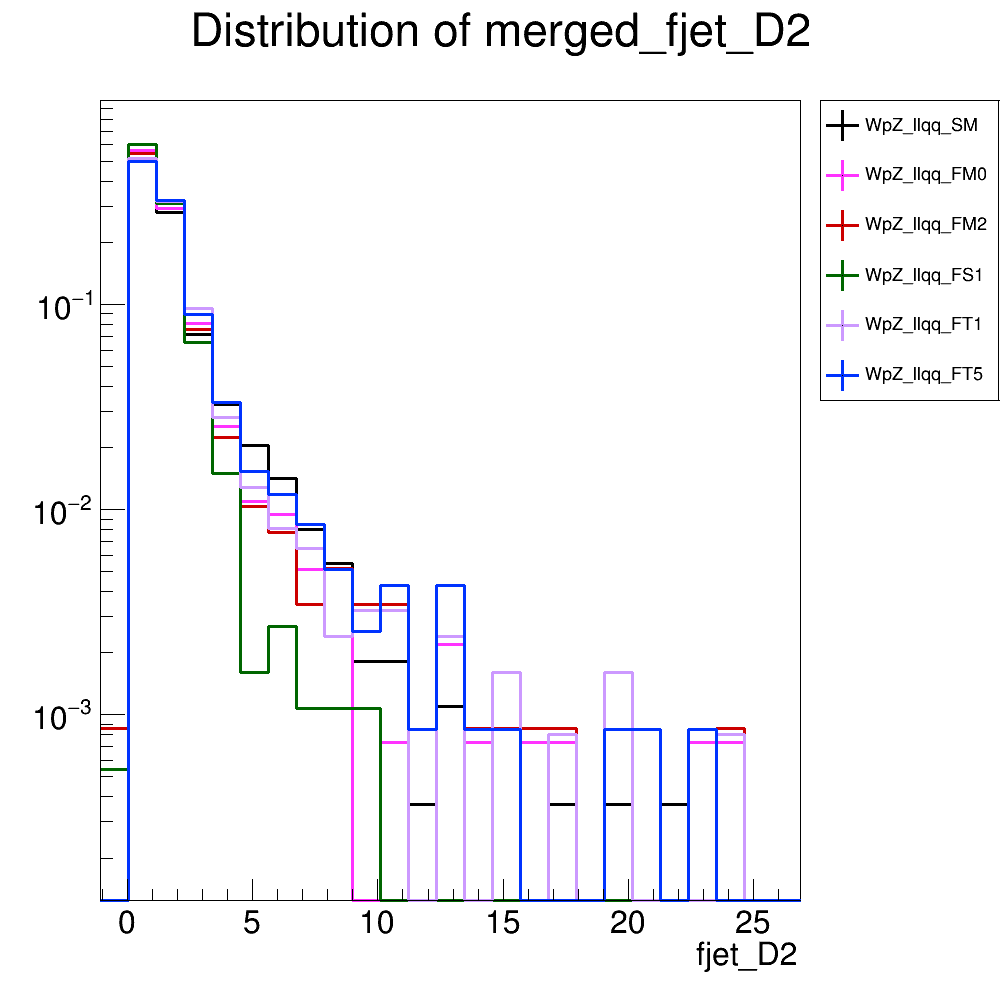 Distribution of merged_fjet_D2
WpZ_llqq_SM
WpZ_llqq_FM0
WpZ_llqq_FM2
WpZ_llqq_FS1
WpZ_llqq_FT1
WpZ_llqq_FT5
10⁻¹
10⁻²
10⁻³
0 5 10 15 20 25
fjet_D2